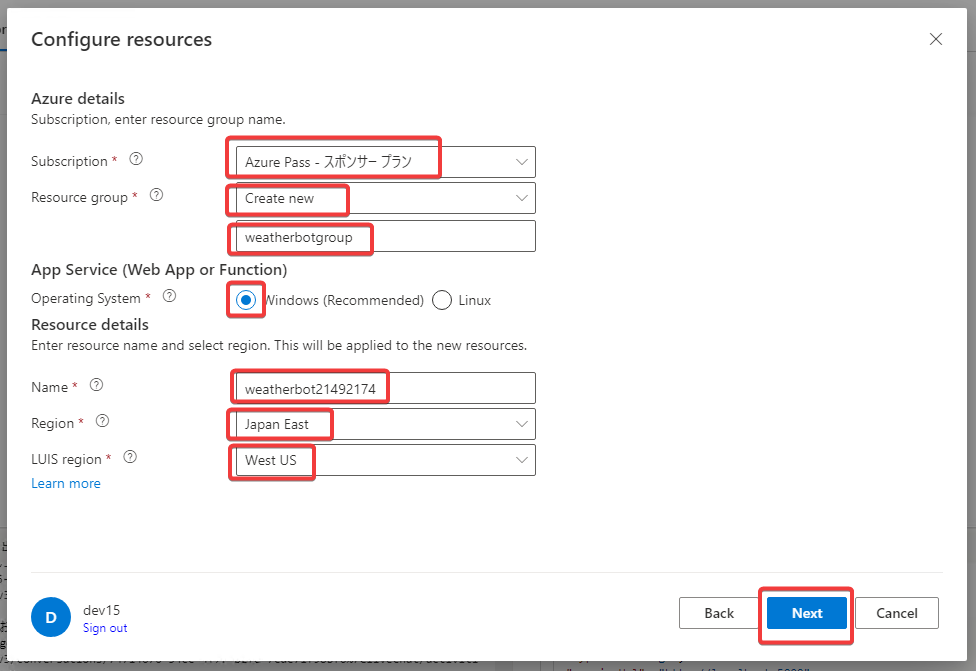 Configure resources
Azure details
Subscription, enter resource group name.
Subscription *
Azure Pass - スポンサー プラン
Resource group *
Create new
weatherbotgroup
App Service (Web App or Function)
Operating System *
Windows (Recommended)
Linux
Resource details
Enter resource name and select region. This will be applied to the new resources.
Name *
weatherbot21492174
Region *
Japan East
LUIS region *
West US
Learn more
D
dev15
Sign out
Back
Next
Cancel